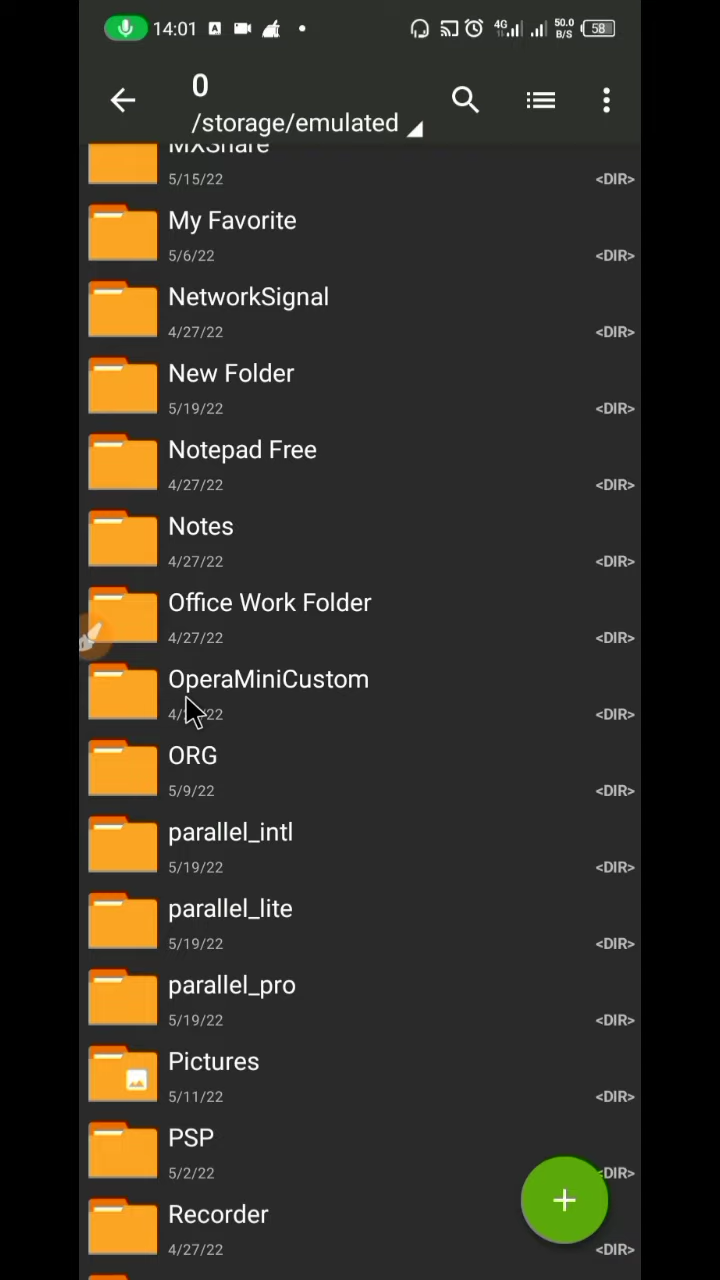 14:01 4G 50.0 B/S 58
0
/storage/emulated
MXShare
5/15/22 <DIR>
My Favorite
5/6/22 <DIR>
NetworkSignal
4/27/22 <DIR>
New Folder
5/19/22 <DIR>
Notepad Free
4/27/22 <DIR>
Notes
4/27/22 <DIR>
Office Work Folder
4/27/22 <DIR>
OperaMiniCustom
<DIR>
ORG
5/9/22 <DIR>
parallel_intl
5/19/22 <DIR>
parallel_lite
5/19/22 <DIR>
parallel_pro
5/19/22 <DIR>
Pictures
5/11/22 <DIR>
PSP
5/2/22 <DIR>
Recorder
4/27/22 <DIR>